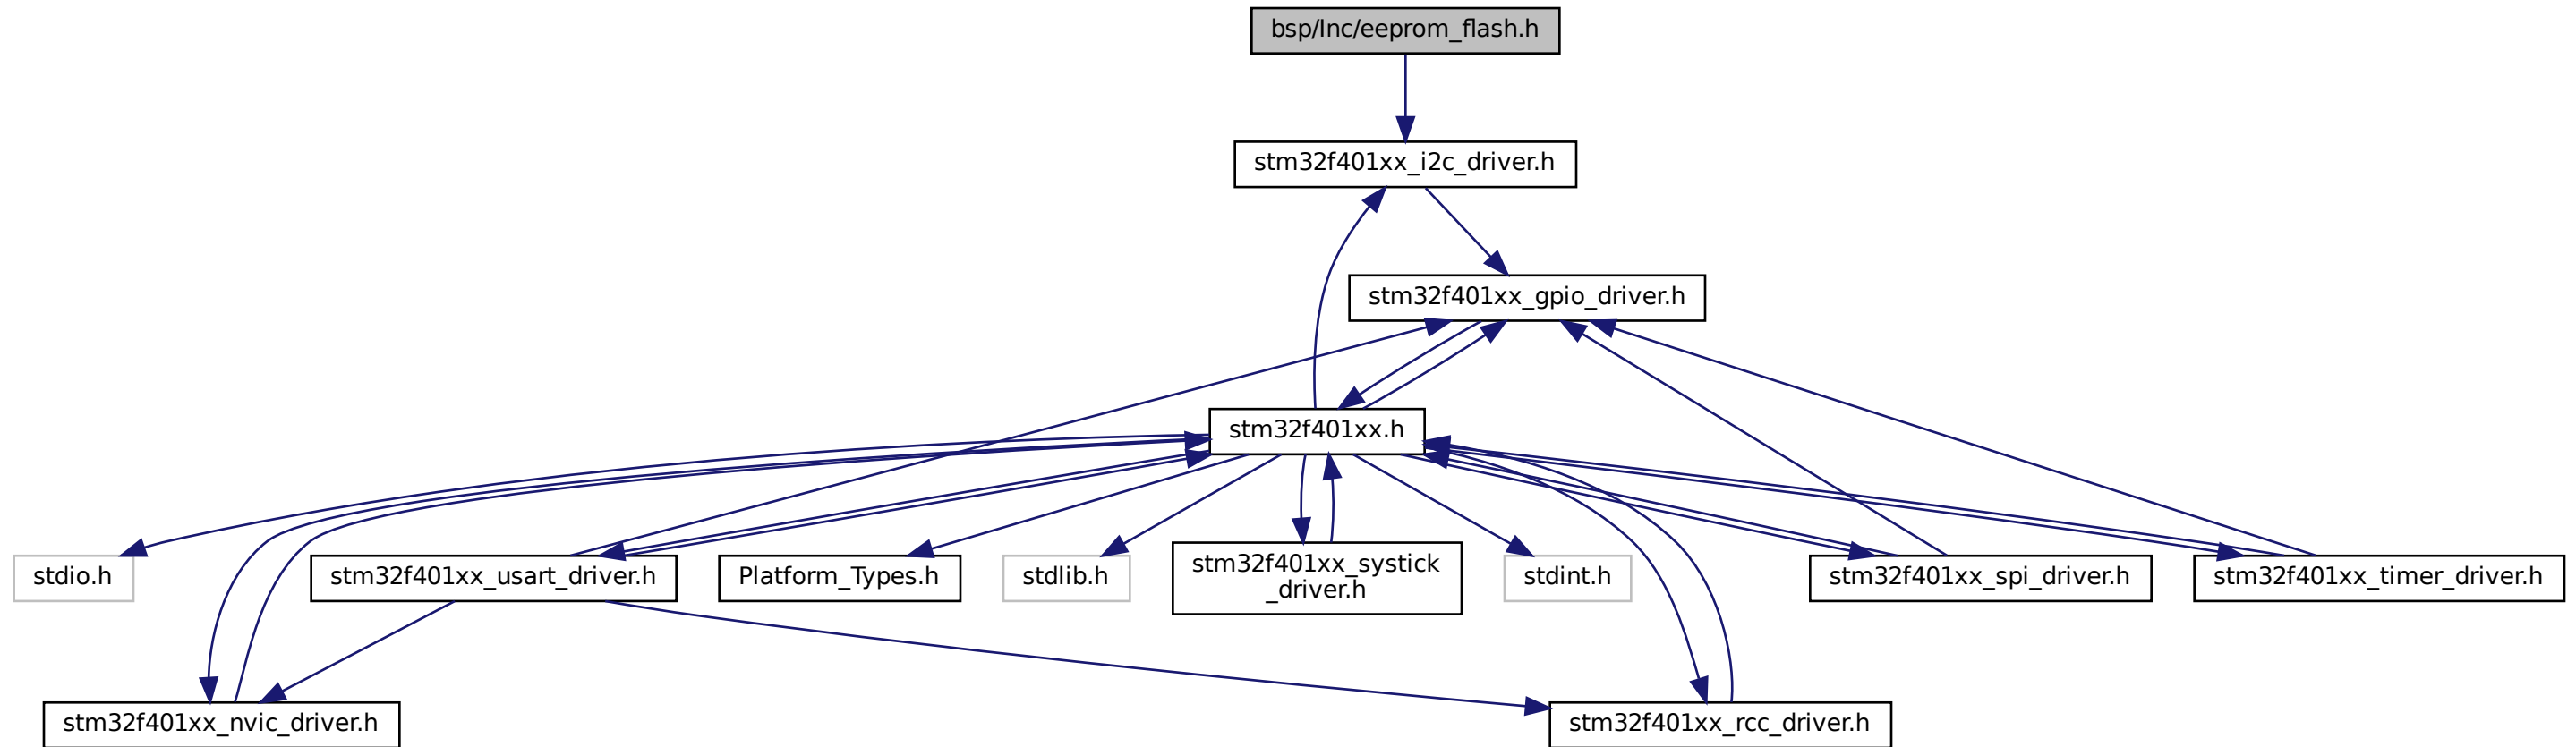 bsp/Inc/eeprom_flash.h
stm32f401xx_i2c_driver.h
stm32f401xx_gpio_driver.h
stm32f401xx.h
stdio.h
stm32f401xx_usart_driver.h
Platform_Types.h
stdlib.h
stm32f401xx_systick
_driver.h
stdint.h
stm32f401xx_spi_driver.h
stm32f401xx_timer_driver.h
stm32f401xx_nvic_driver.h
stm32f401xx_rcc_driver.h